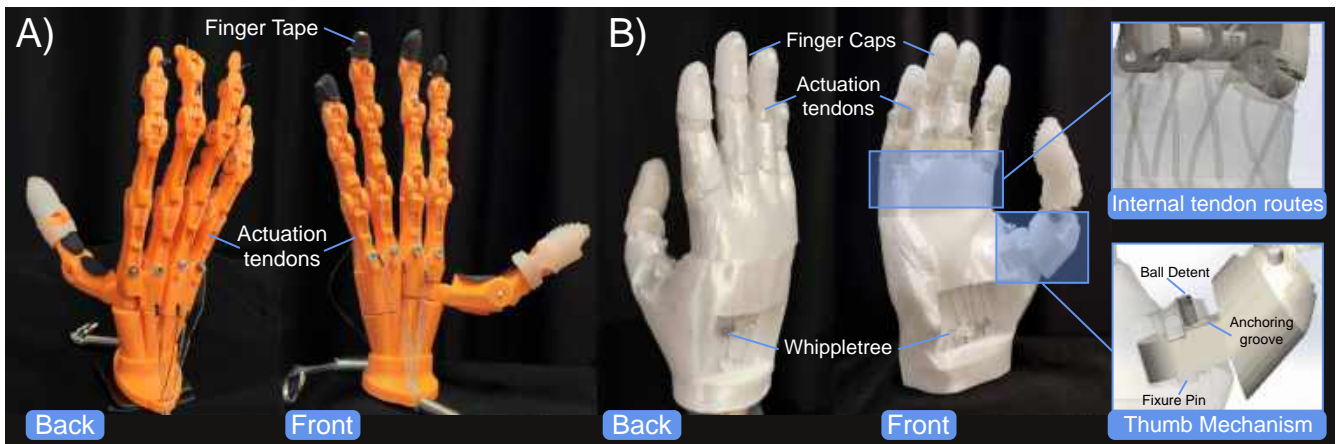 A)
Finger Tape
Actuation
tendons
Back
Front
B)
Finger Caps
Actuation
tendons
Whippletree
Back
Front
Internal tendon routes
Ball Detent
Anchoring
groove
Fixure Pin
Thumb Mechanism